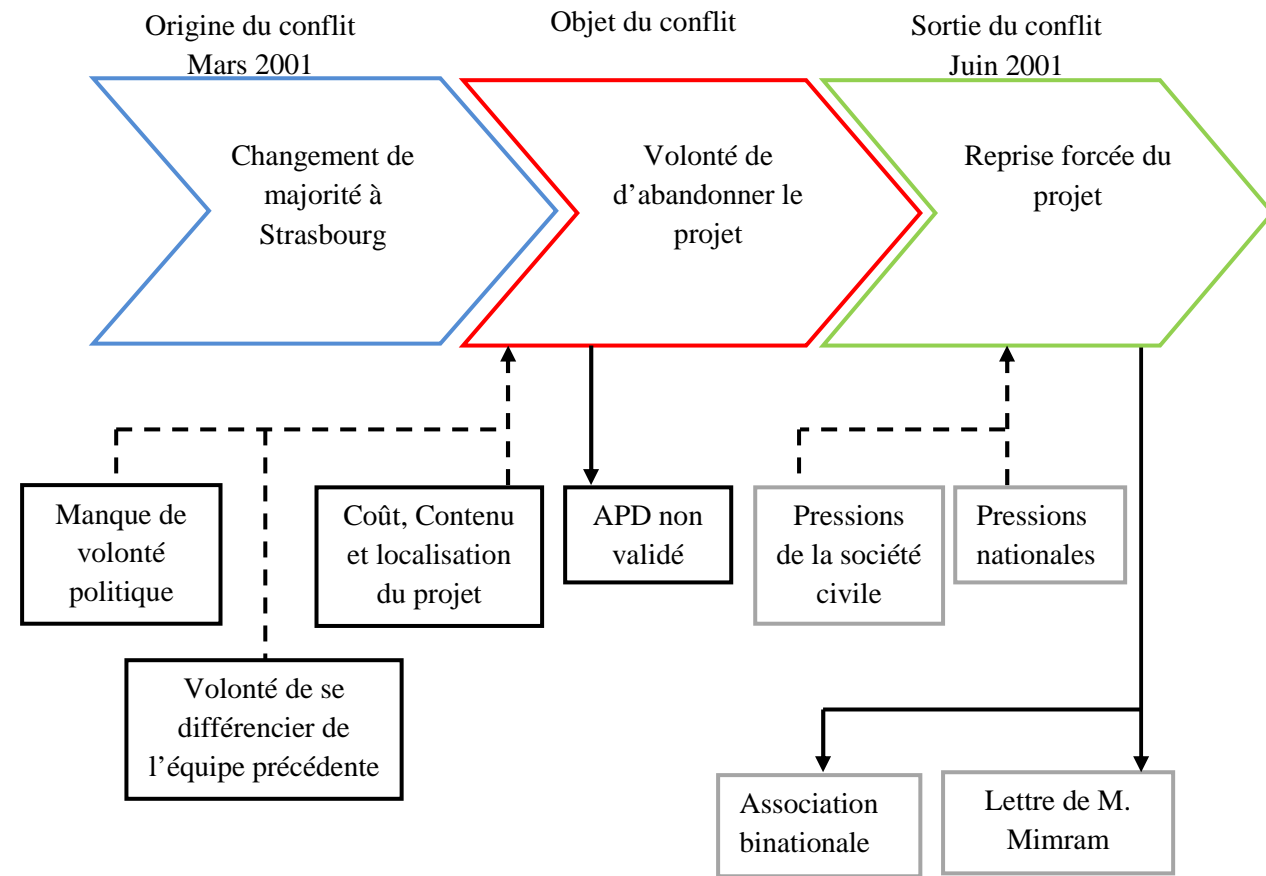 Origine du conflit
Mars 2001
Objet du conflit
Sortie du conflit
Juin 2001
Changement de
majorité à
Strasbourg
Volonté de
d’abandonner le
projet
Reprise forcée du
projet
Manque de
volonté
politique
Coût, Contenu
et localisation
du projet
APD non
validé
Pressions
de la société
civile
Pressions
nationales
Volonté de se
différencier de
l’équipe précédente
Association
binationale
Lettre de M.
Mimram